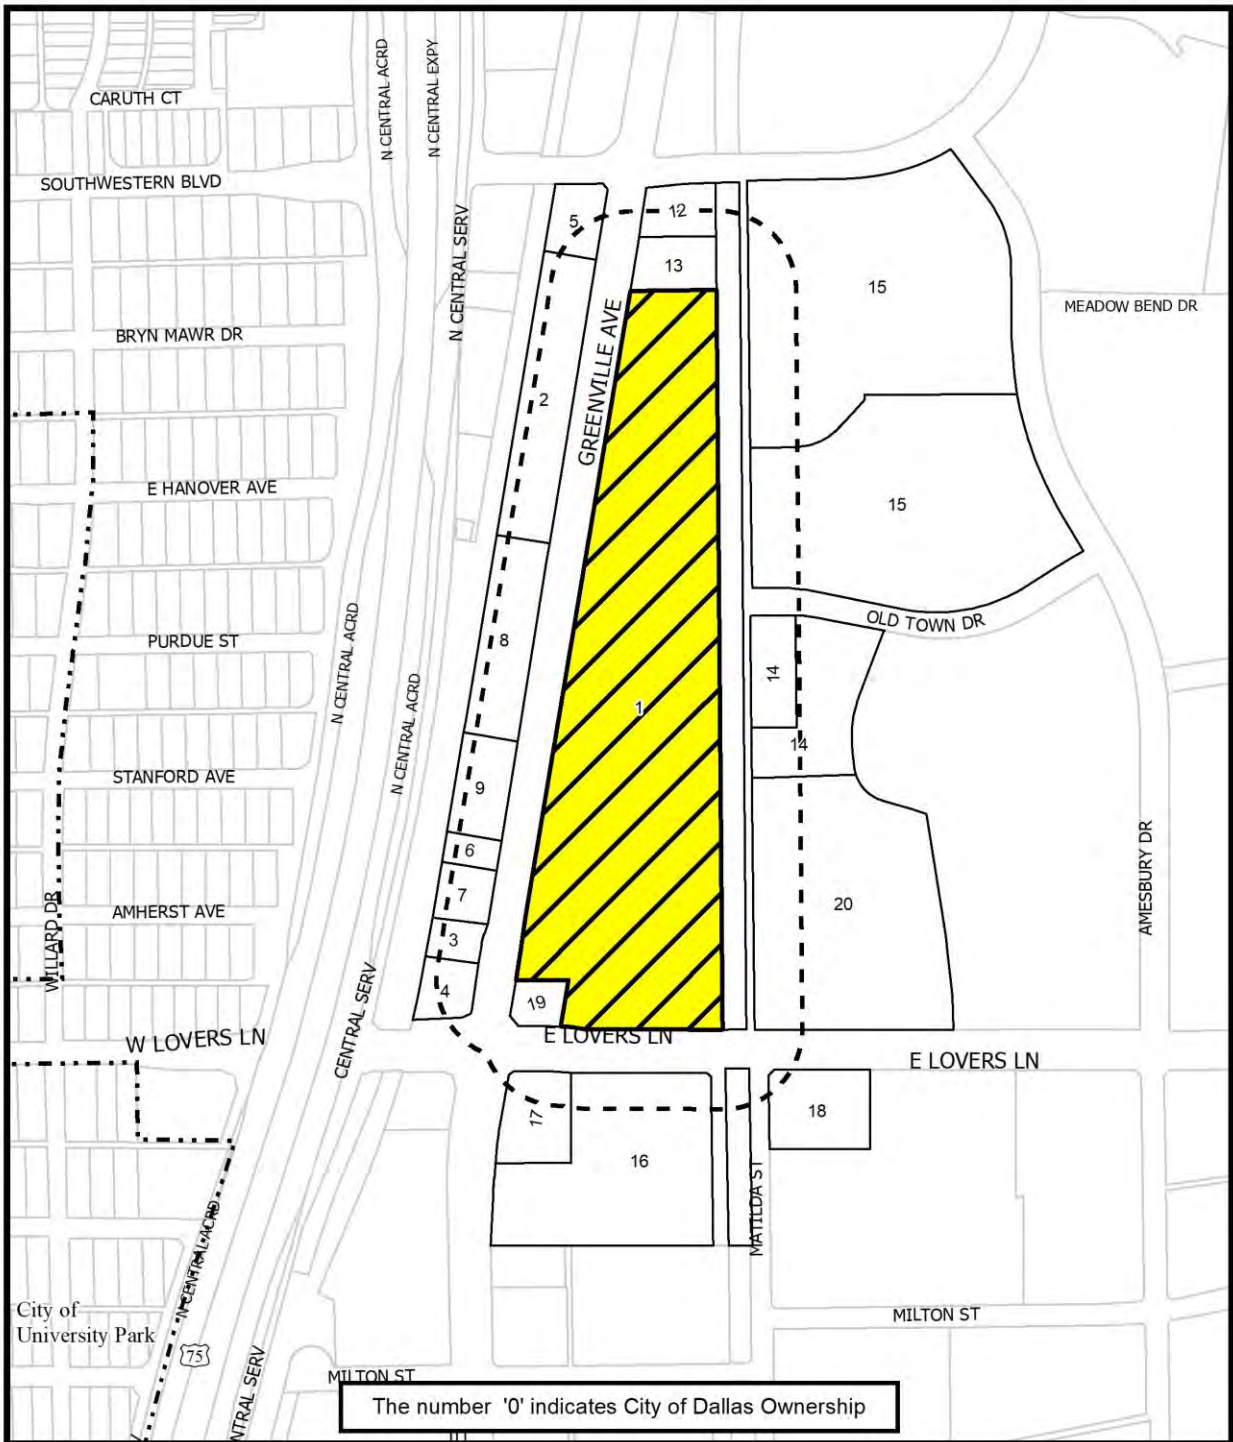 CARUTH CT
N CENTRAL ACRD
N CENTRAL EXPY
SOUTHWESTERN BLVD
5
12
N CENTRAL SERV
13
15
MEADOW BEND DR
BRYN MAWR DR
GREENVILLE AVE
2
E HANOVER AVE
15
N CENTRAL ACRD
OLD TOWN DR
PURDUE ST
8
14
N CENTRAL ACRD
1
14
STANFORD AVE
9
6
AMESBURY DR
7
20
AMHERST AVE
WILLARD DR
3
4
19
CENTRAL SERV
W LOVERS LN
E LOVERS LN
E LOVERS LN
17
18
16
MATILDA ST
N CENTRAL ACRD
City of
University Park
75
MILTON ST
MILTON ST
NTRAL SERV
The number '0' indicates City of Dallas Ownership